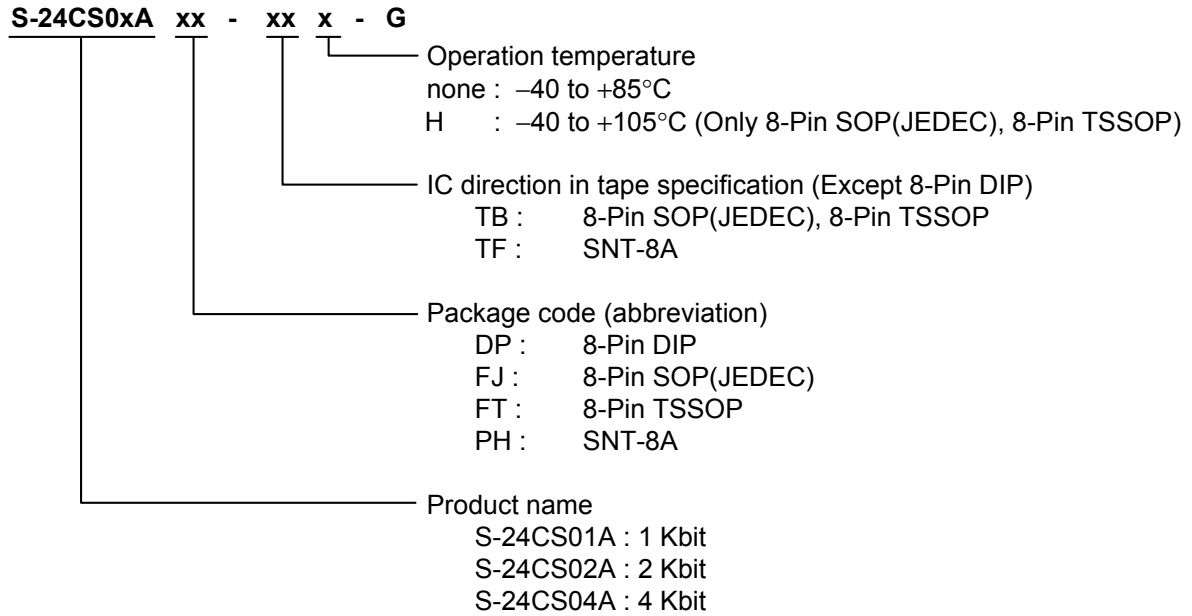 S-24CS0xA xx - xx x - G
Operation temperature
none : −40 to +85°C
H : −40 to +105°C (Only 8-Pin SOP(JEDEC), 8-Pin TSSOP)
IC direction in tape specification (Except 8-Pin DIP)
TB : 8-Pin SOP(JEDEC), 8-Pin TSSOP
TF : SNT-8A
Package code (abbreviation)
DP : 8-Pin DIP
FJ : 8-Pin SOP(JEDEC)
FT : 8-Pin TSSOP
PH : SNT-8A
Product name
S-24CS01A : 1 Kbit
S-24CS02A : 2 Kbit
S-24CS04A : 4 Kbit